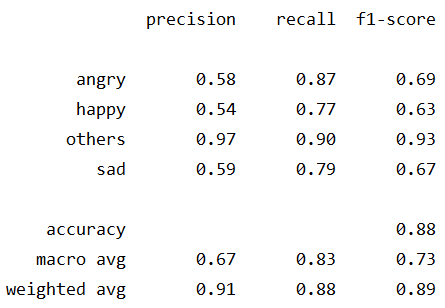 precision recall f1-score
angry 0.58 0.87 0.69
happy 0.54 0.77 0.63
others 0.97 0.90 0.93
sad 0.59 0.79 0.67
accuracy 0.88
macro avg 0.67 0.83 0.73
weighted avg 0.91 0.88 0.89